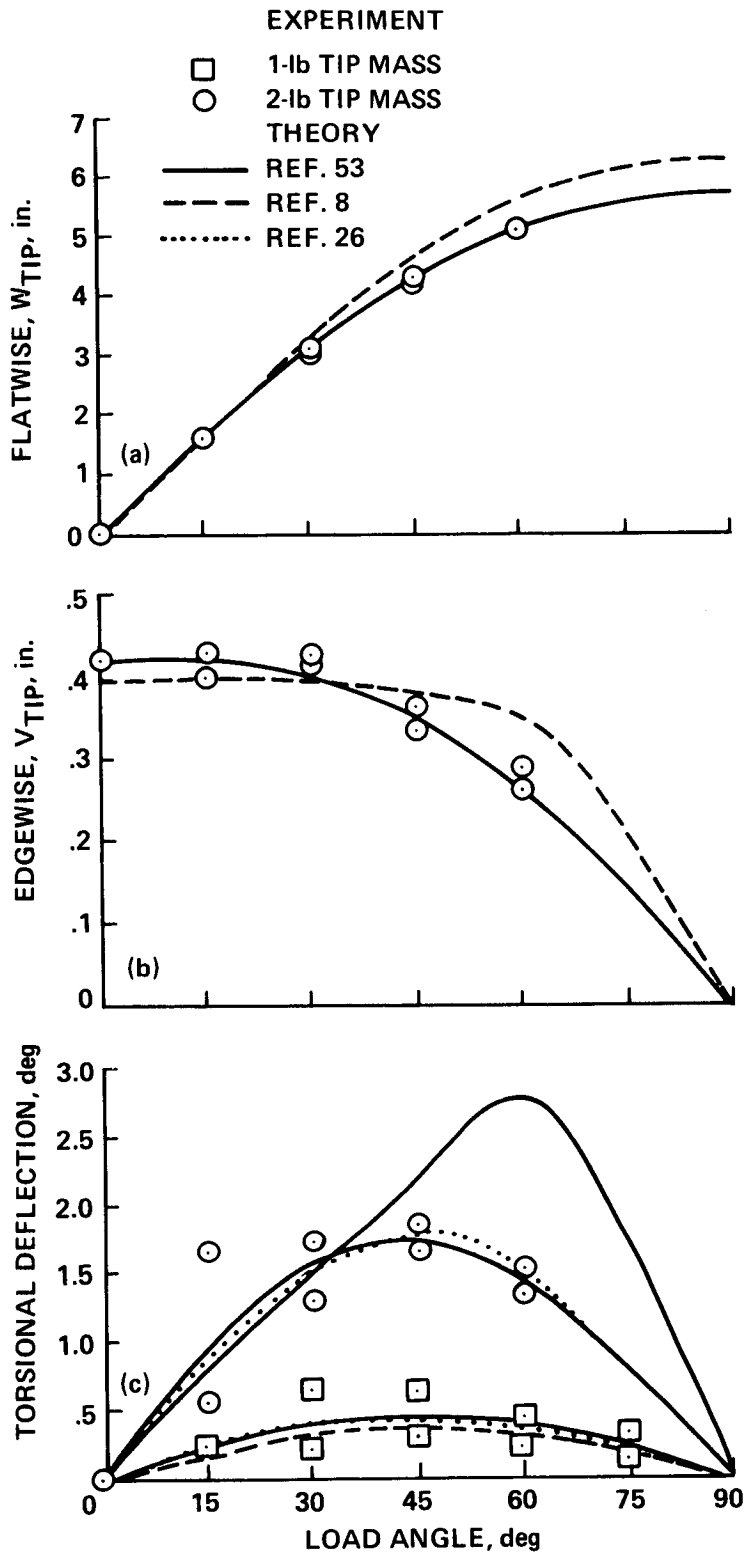 EXPERIMENT
1-lb TIP MASS
2-lb TIP MASS
THEORY
REF. 53
REF. 8
REF. 26
FLATWISE, WTIP, in.
7
6
5
4
3
2
1
0
(a)
EDGEWISE, VTIP, in.
.5
.4
.3
.2
.1
0
(b)
TORSIONAL DEFLECTION, deg
3.0
2.5
2.0
1.5
1.0
.5
(c)
0 15 30 45 60 75 90
LOAD ANGLE, deg